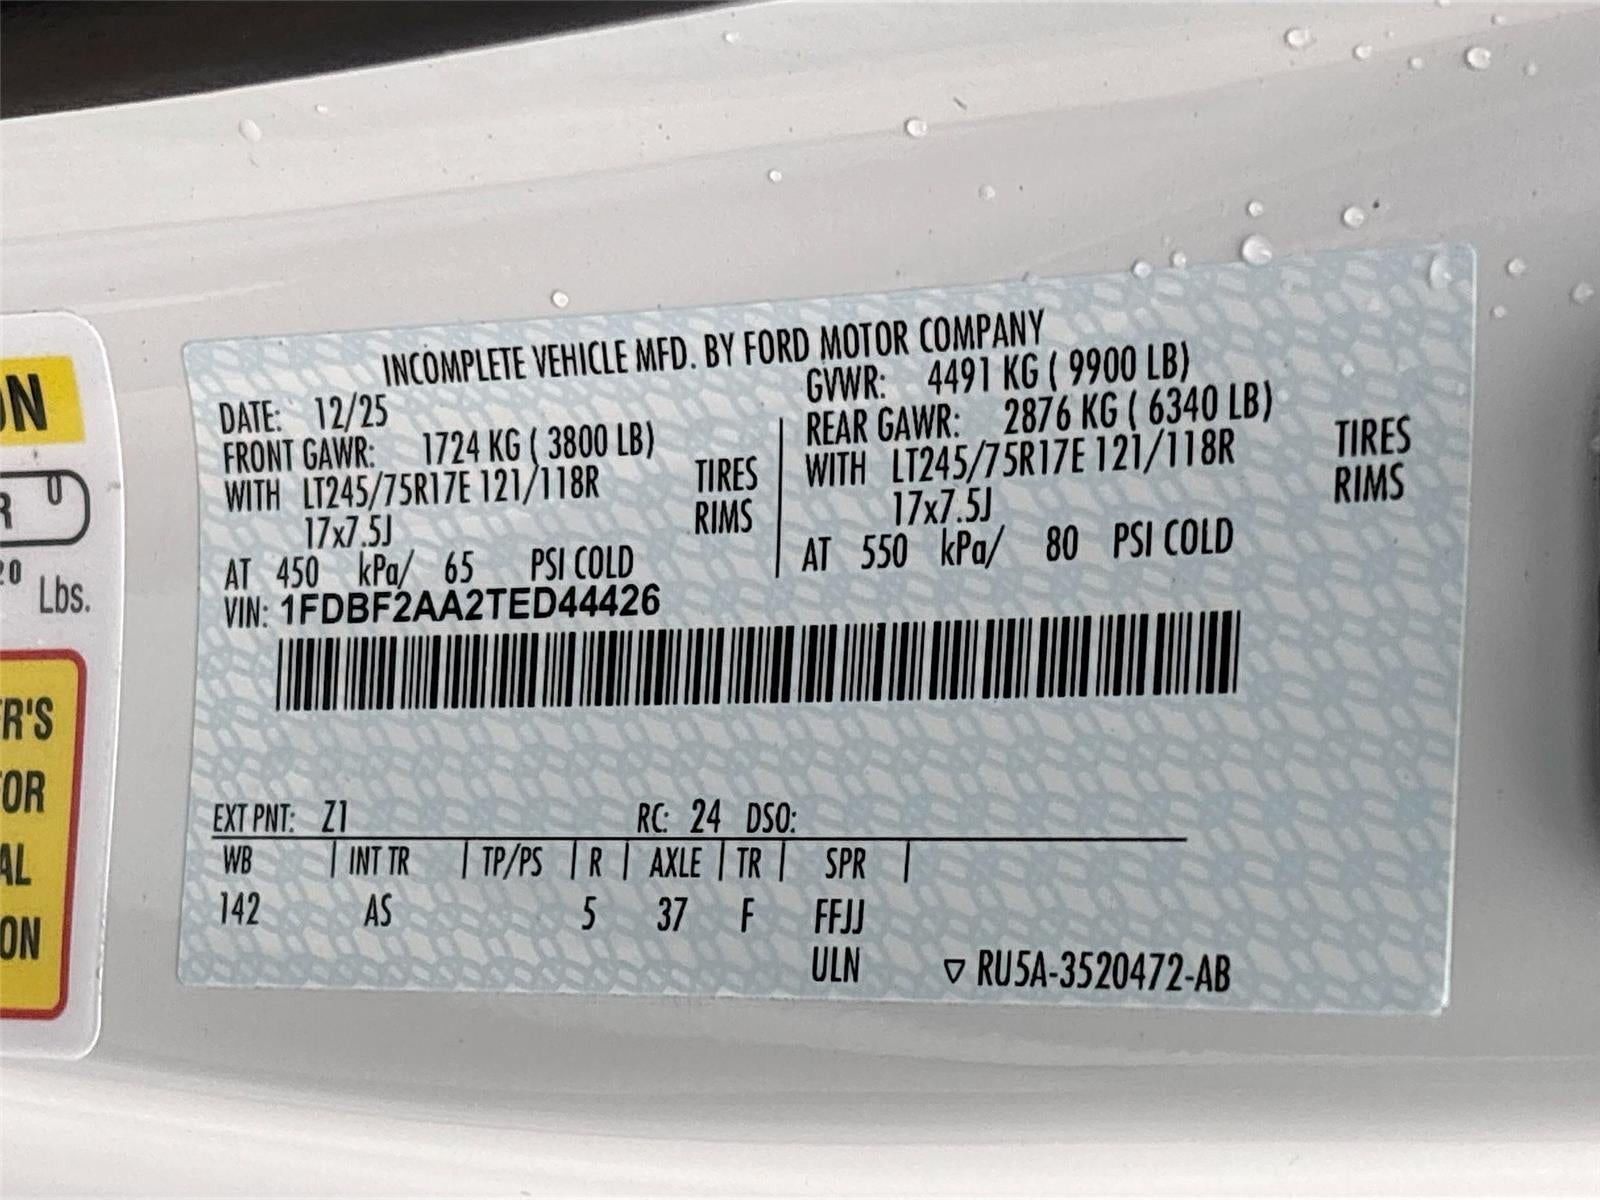 ON
R U
20
Lbs.
R'S
FOR
AL
ON
INCOMPLETE VEHICLE MFD. BY FORD MOTOR COMPANY
DATE: 12/25 GVWR: 4491 KG ( 9900 LB)
FRONT GAWR: 1724 KG ( 3800 LB) REAR GAWR: 2876 KG ( 6340 LB)
WITH LT245/75R17E 121/118R TIRES WITH LT245/75R17E 121/118R TIRES
17x7.5J RIMS 17x7.5J RIMS
AT 450 kPa/ 65 PSI COLD AT 550 kPa/ 80 PSI COLD
VIN: 1FDBF2AA2TED44426
EXT PNT: Z1 RC: 24 DSO:
WB | INT TR | TP/PS | R | AXLE | TR | SPR |
142 AS 5 37 F FFJJ
ULN ▽ RU5A-3520472-AB